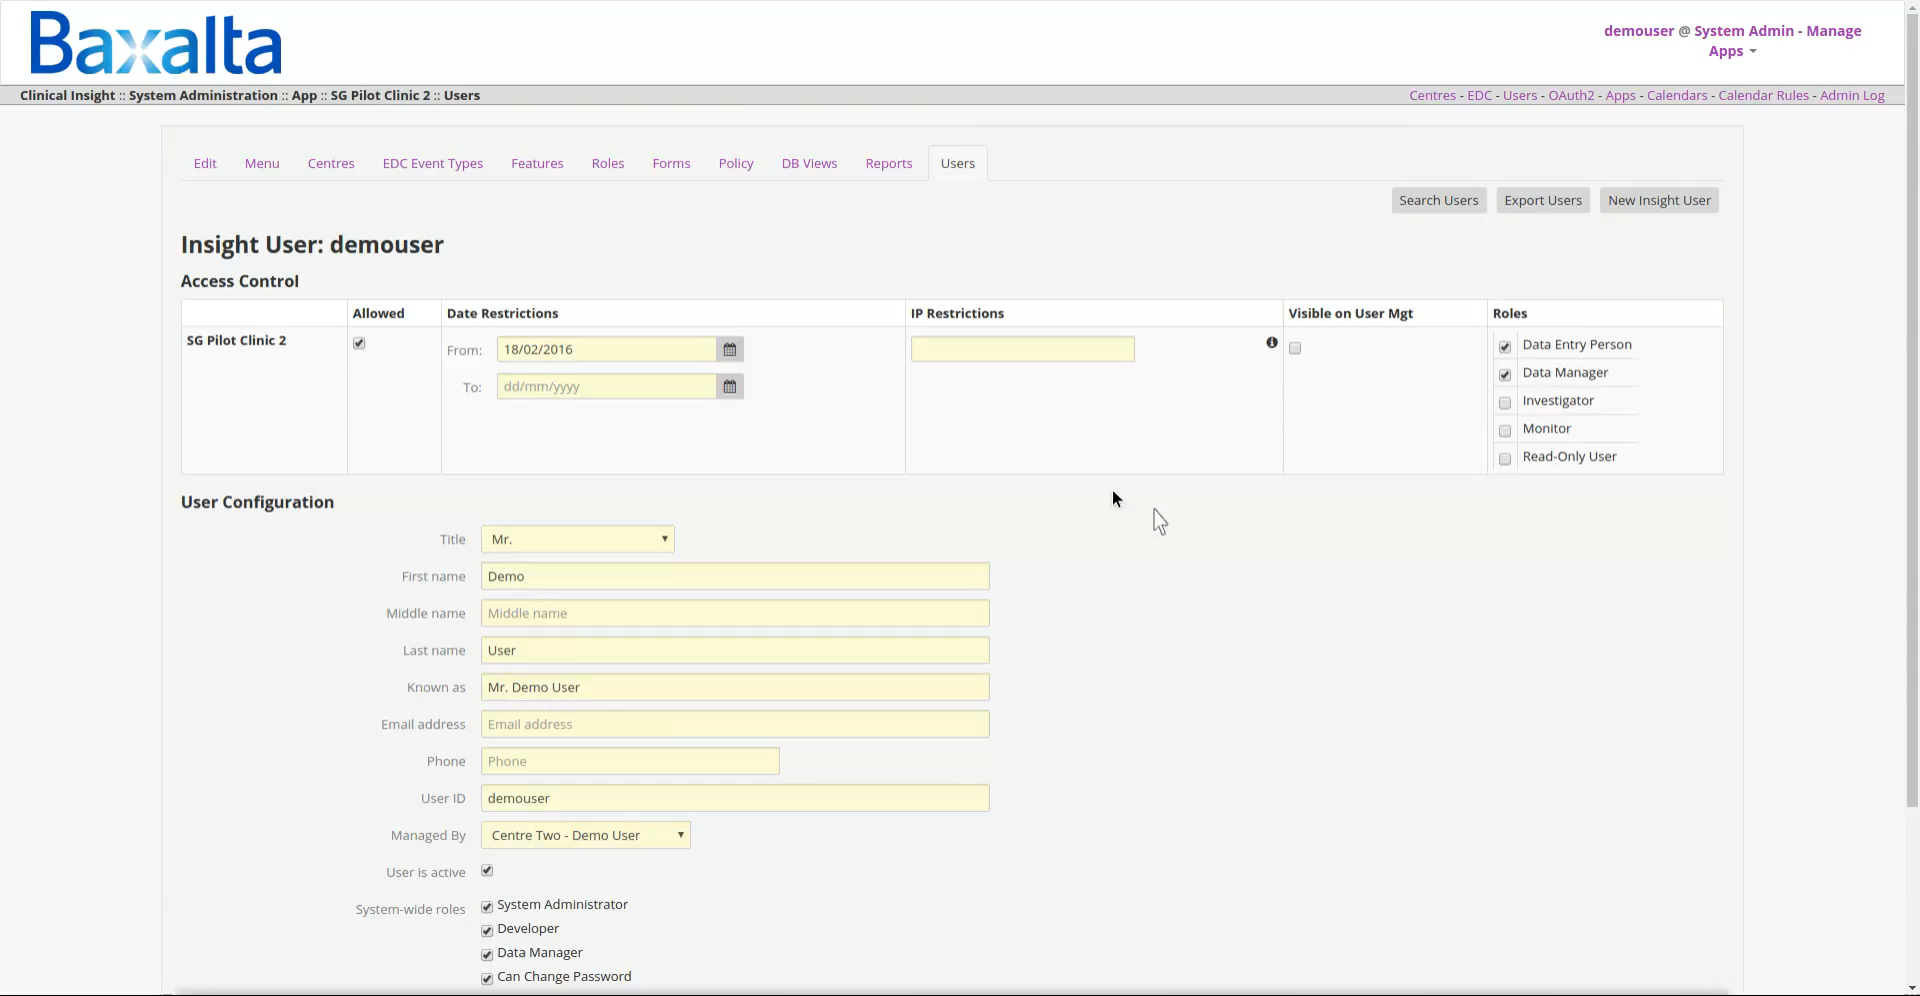 Baxalta
demouser @ System Admin - Manage
Apps
Clinical Insight :: System Administration :: App :: SG Pilot Clinic 2 :: Users
Centres - EDC - Users - OAuth2 - Apps - Calendars - Calendar Rules - Admin Log
Edit Menu Centres EDC Event Types Features Roles Forms Policy DB Views Reports Users
Search Users Export Users New Insight User
Insight User: demouser
Access Control
Allowed Date Restrictions IP Restrictions Visible on User Mgt Roles
SG Pilot Clinic 2
From: 18/02/2016
To: dd/mm/yyyy
Data Entry Person
Data Manager
Investigator
Monitor
Read-Only User
User Configuration
Title Mr.
First name Demo
Middle name Middle name
Last name User
Known as Mr. Demo User
Email address Email address
Phone Phone
User ID demouser
Managed By Centre Two - Demo User
User is active
System-wide roles System Administrator
Developer
Data Manager
Can Change Password